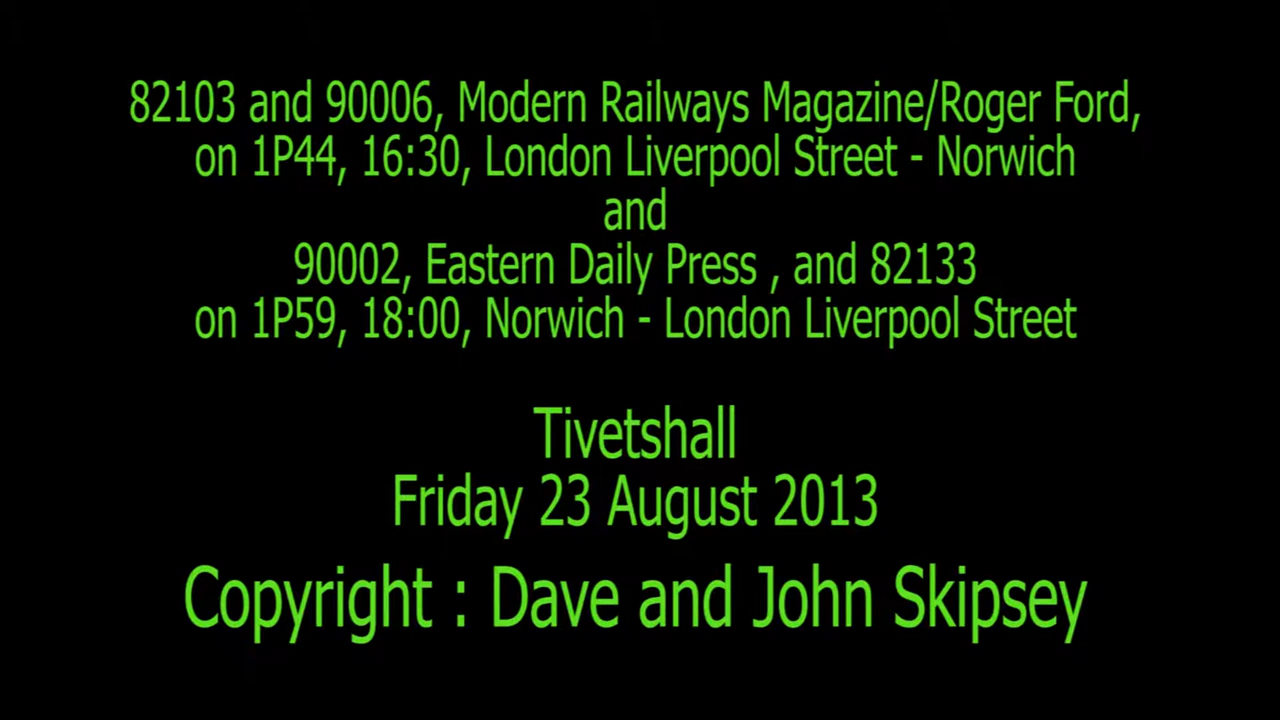 82103 and 90006, Modern Railways Magazine/Roger Ford,
on 1P44, 16:30, London Liverpool Street - Norwich
and
90002, Eastern Daily Press , and 82133
on 1P59, 18:00, Norwich - London Liverpool Street
Tivetshall
Friday 23 August 2013
Copyright : Dave and John Skipsey